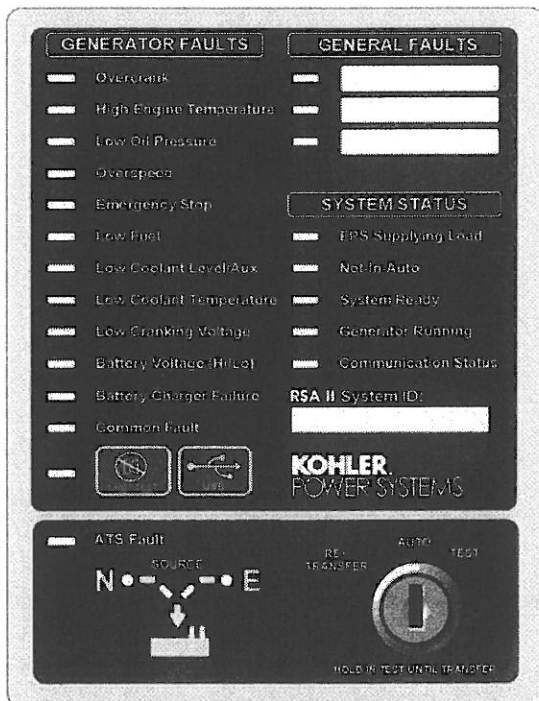 GENERATOR FAULTS
Overcrank
High Engine Temperature
Low Oil Pressure
Overspeed
Emergency Stop
Low Fuel
Low Coolant Level/Aux
Low Coolant Temperature
Low Cranking Voltage
Battery Voltage (Hi/Lo)
Battery Charger Failure
Common Fault
USB
GENERAL FAULTS
SYSTEM STATUS
EPS Supplying Load
Not-In-Auto
System Ready
Generator Running
Communication Status
RSA II System ID:
KOHLER.
POWER SYSTEMS
ATS Fault
SOURCE
N E
RE-
TRANSFER
AUTO
TEST
HOLD IN TEST UNTIL TRANSFER